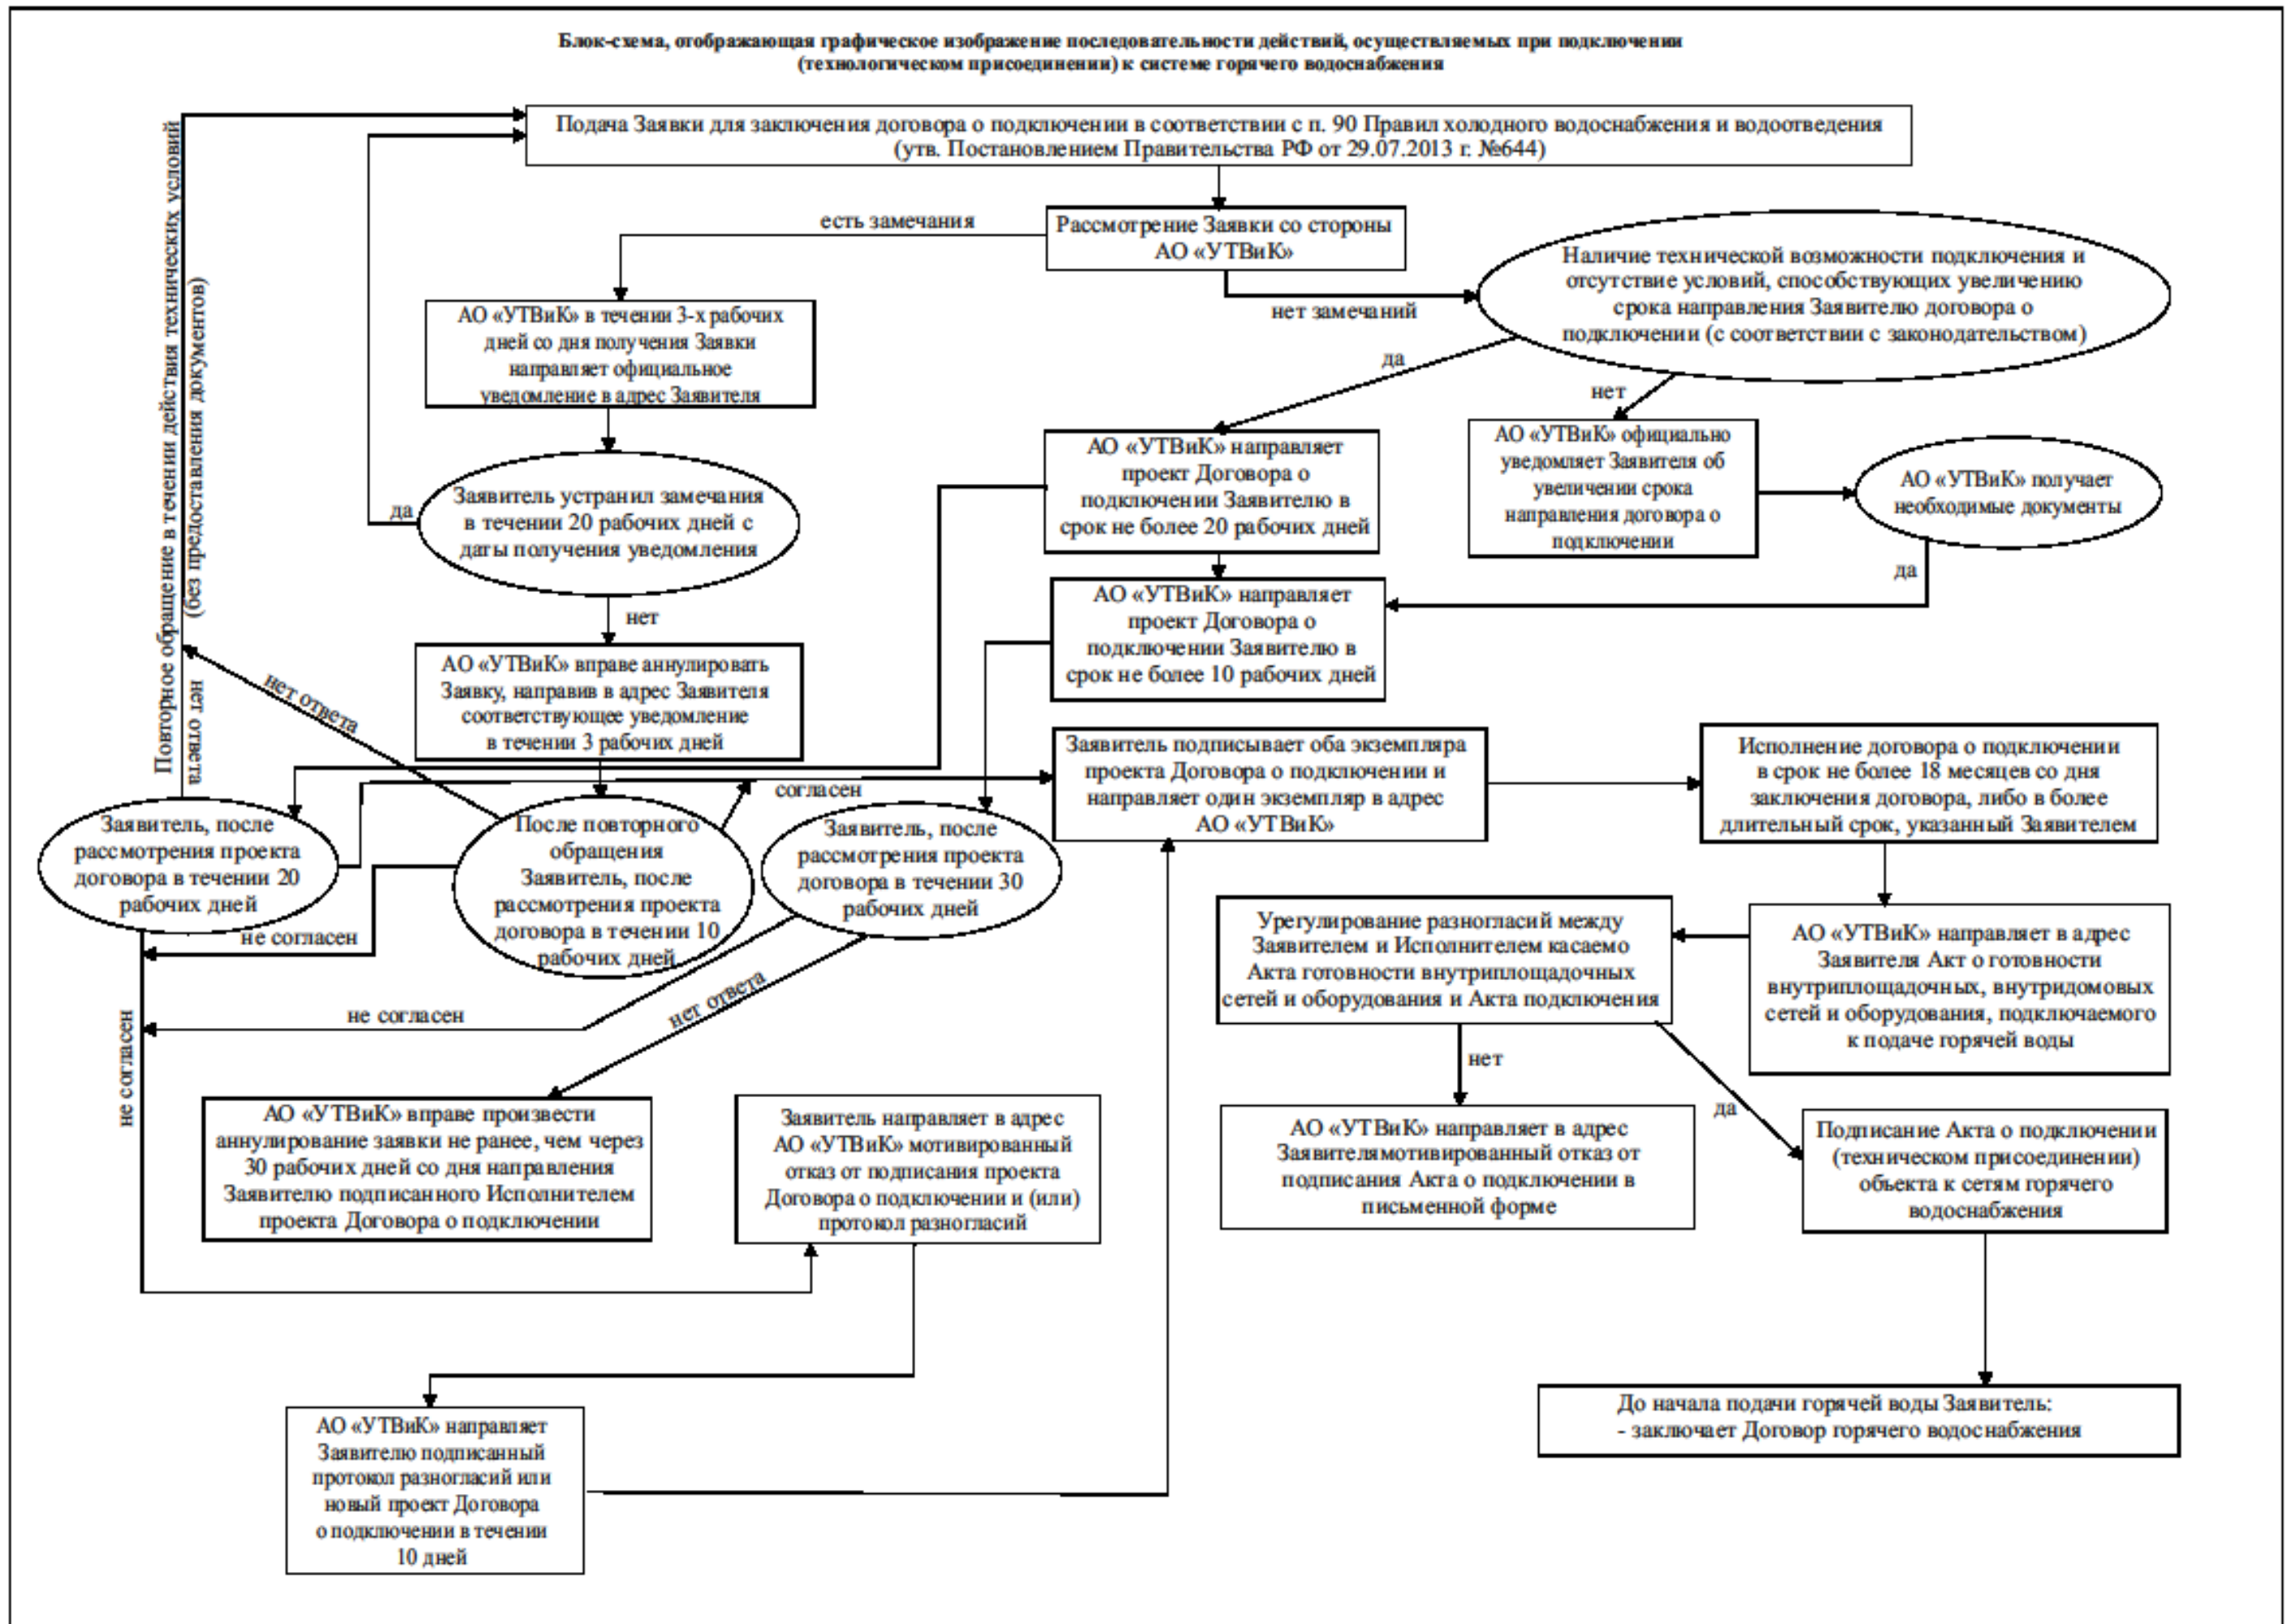 Блок-схема, отображающая графическое изображение последовательности действий, осуществляемых при подключении
(технологическом присоединении) к системе горячего водоснабжения
Подача Заявки для заключения договора о подключении в соответствии с п. 90 Правил холодного водоснабжения и водоотведения
(утв. Постановлением Правительства РФ от 29.07.2013 г. №644)
Рассмотрение Заявки со стороны
АО «УТВиК»
есть замечания
нет замечаний
Наличие технической возможности подключения и
отсутствие условий, способствующих увеличению
срока направления Заявителю договора о
подключении (с соответствии с законодательством)
АО «УТВиК» в течении 3-х рабочих
дней со дня получения Заявки
направляет официальное
уведомление в адрес Заявителя
да
нет
Заявитель устранил замечания
в течении 20 рабочих дней с
даты получения уведомления
да
нет
АО «УТВиК» направляет
проект Договора о
подключении Заявителю в
срок не более 20 рабочих дней
АО «УТВиК» официально
уведомляет Заявителя об
увеличении срока
направления договора о
подключении
АО «УТВиК» получает
необходимые документы
да
АО «УТВиК» направляет
проект Договора о
подключении Заявителю в
срок не более 10 рабочих дней
АО «УТВиК» вправе аннулировать
Заявку, направив в адрес Заявителя
соответствующее уведомление
в течении 3 рабочих дней
Повторное обращение в течении действия технических условий
(без предоставления документов)
нет ответа
нет ответа
согласен
Заявитель подписывает оба экземпляра
проекта Договора о подключении и
направляет один экземпляр в адрес
АО «УТВиК»
Исполнение договора о подключении
в срок не более 18 месяцев со дня
заключения договора, либо в более
длительный срок, указанный Заявителем
Заявитель, после
рассмотрения проекта
договора в течении 20
рабочих дней
После повторного
обращения
Заявитель, после
рассмотрения проекта
договора в течении 10
рабочих дней
Заявитель, после
рассмотрения проекта
договора в течении 30
рабочих дней
не согласен
не согласен
не согласен
нет ответа
Урегулирование разногласий между
Заявителем и Исполнителем касаемо
Акта готовности внутриплощадочных
сетей и оборудования и Акта подключения
АО «УТВиК» направляет в адрес
Заявителя Акт о готовности
внутриплощадочных, внутридомовых
сетей и оборудования, подключаемого
к подаче горячей воды
нет
да
АО «УТВиК» вправе произвести
аннулирование заявки не ранее, чем через
30 рабочих дней со дня направления
Заявителю подписанного Исполнителем
проекта Договора о подключении
Заявитель направляет в адрес
АО «УТВиК» мотивированный
отказ от подписания проекта
Договора о подключении и (или)
протокол разногласий
АО «УТВиК» направляет в адрес
Заявителямотивированный отказ от
подписания Акта о подключении в
письменной форме
Подписание Акта о подключении
(техническом присоединении)
объекта к сетям горячего
водоснабжения
До начала подачи горячей воды Заявитель:
- заключает Договор горячего водоснабжения
АО «УТВиК» направляет
Заявителю подписанный
протокол разногласий или
новый проект Договора
о подключении в течении
10 дней